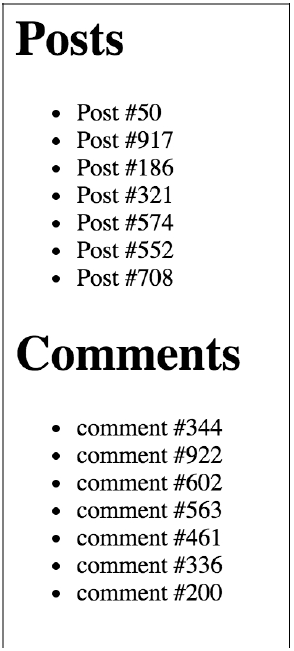 Posts
• Post #50
• Post #917
• Post #186
• Post #321
• Post #574
• Post #552
• Post #708
Comments
• comment #344
• comment #922
• comment #602
• comment #563
• comment #461
• comment #336
• comment #200